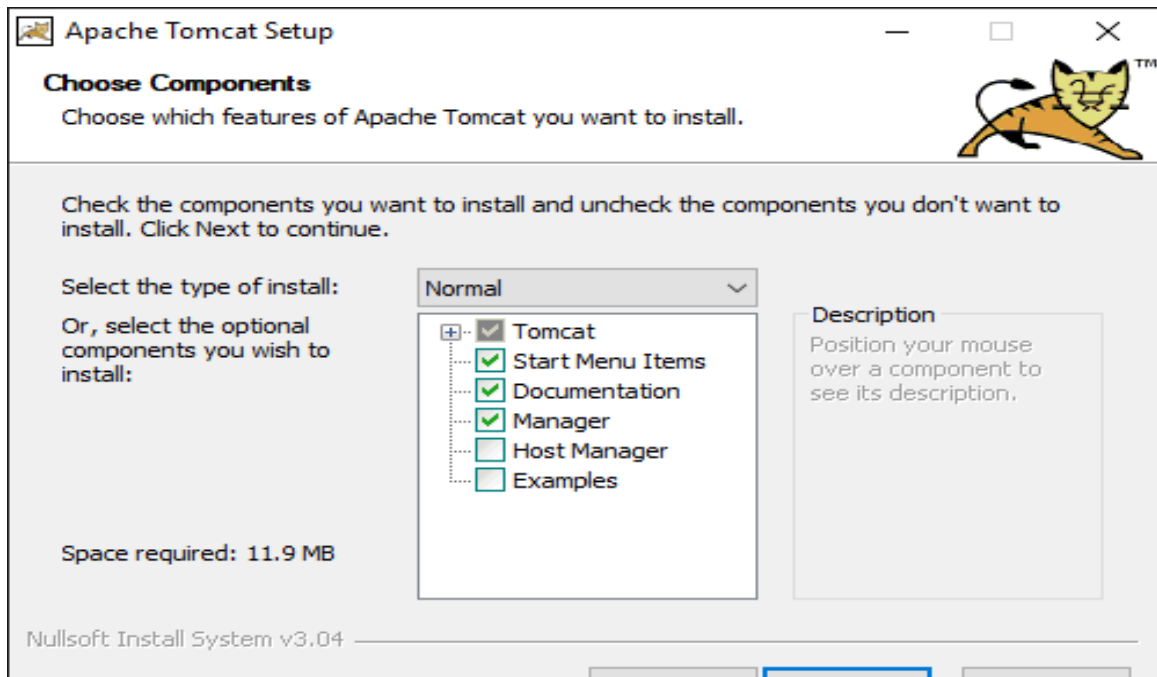 Apache Tomcat Setup
Choose Components
Choose which features of Apache Tomcat you want to install.
TM
Check the components you want to install and uncheck the components you don't want to
install. Click Next to continue.
Select the type of install:
Normal
Or, select the optional
components you wish to
install:
Tomcat
Start Menu Items
Documentation
Manager
Host Manager
Examples
Description
Position your mouse
over a component to
see its description.
Space required: 11.9 MB
Nullsoft Install System v3.04